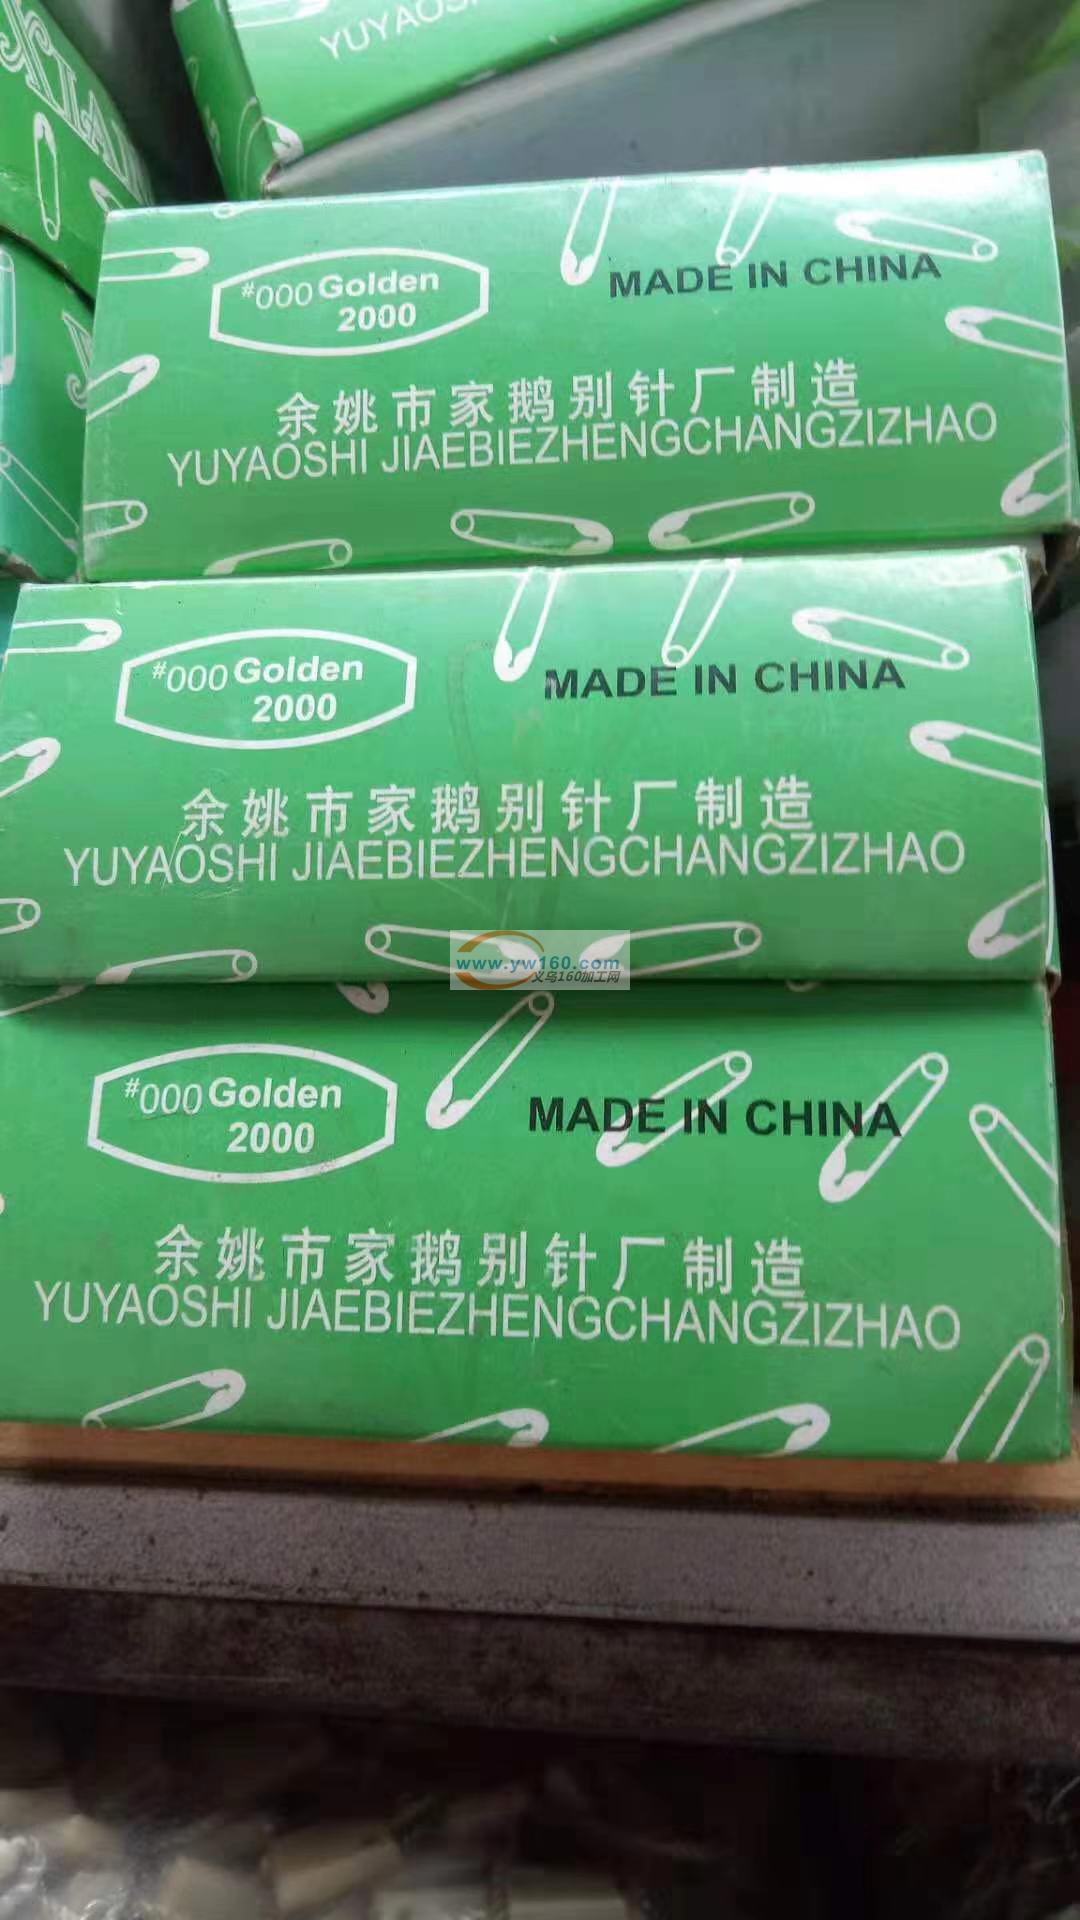 YUYAOS
#000 Golden
2000
MADE IN CHINA
余姚市家鹅别针厂制造
YUYAOSHI JIAEBIEZHENGCHANGZIZHAO
#000 Golden
2000
MADE IN CHINA
余姚市家鹅别针厂制造
YUYAOSHI JIAEBIEZHENGCHANGZIZHAO
www.yw160.com
义乌160加工网
#000 Golden
2000
MADE IN CHINA
余姚市家鹅别针厂制造
YUYAOSHI JIAEBIEZHENGCHANGZIZHAO